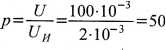 p = U/U_И = 100·10⁻³/2·10⁻³ = 50